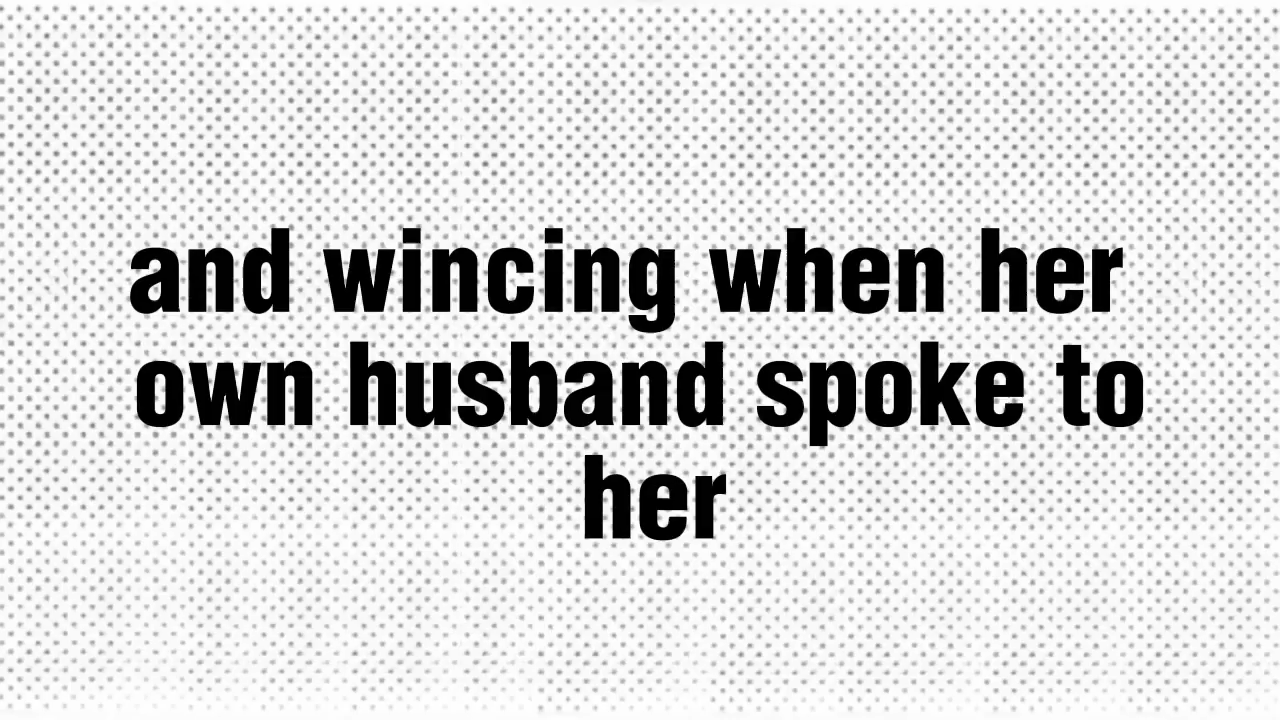 and wincing when her
own husband spoke to
her